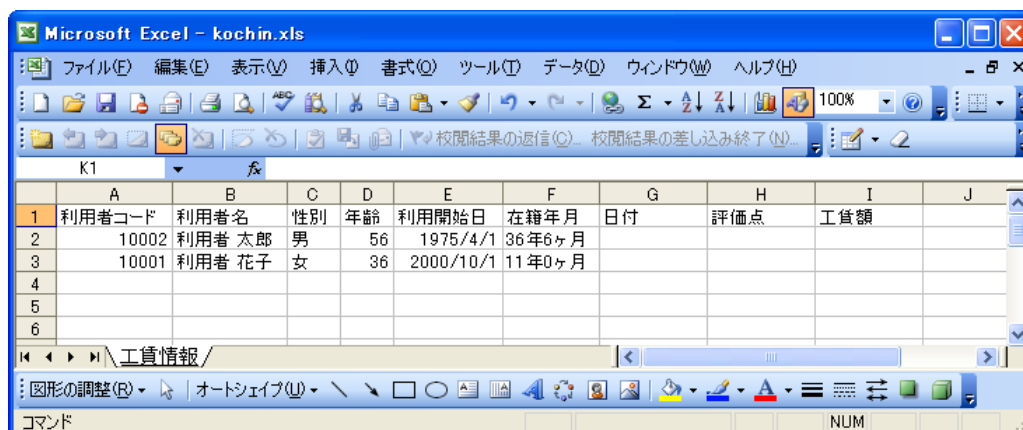 Microsoft Excel - kochin.xls
ファイル(F) 編集(E) 表示(V) 挿入(I) 書式(O) ツール(T) データ(D) ウィンドウ(W) ヘルプ(H)
ABC Σ A Z Z A 100%
校閲結果の返信(C)... 校閲結果の差し込み終了(N)...
K1 fx
A B C D E F G H I J
1 利用者コード 利用者名 性別 年齢 利用開始日 在籍年月 日付 評価点 工賃額
2 10002 利用者 太郎 男 56 1975/4/1 36年6ヶ月
3 10001 利用者 花子 女 36 2000/10/1 11年0ヶ月
4
5
6
工賃情報
図形の調整(R) オートシェイプ(U) A A
コマンド NUM